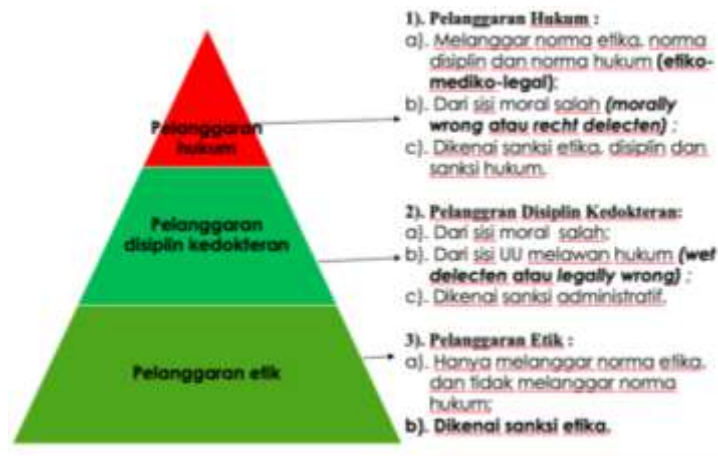 Pelanggaran
hukum
Pelanggaran
disiplin kedokteran
Pelanggaran etik
1). Pelanggaran Hukum :
a). Melanggar norma etika, norma
disiplin dan norma hukum (etiko-
mediko-legal);
b). Dari sisi moral salah (morally
wrong atau recht delecten) ;
c). Dikenai sanksi etika, disiplin dan
sanksi hukum.
2). Pelanggran Disiplin Kedokteran:
a). Dari sisi moral salah;
b). Dari sisi UU melawan hukum (wet
delecten atau legally wrong) ;
c). Dikenai sanksi administratif.
3). Pelanggaran Etik :
a). Hanya melanggar norma etika,
dan tidak melanggar norma
hukum;
b). Dikenai sanksi etika.